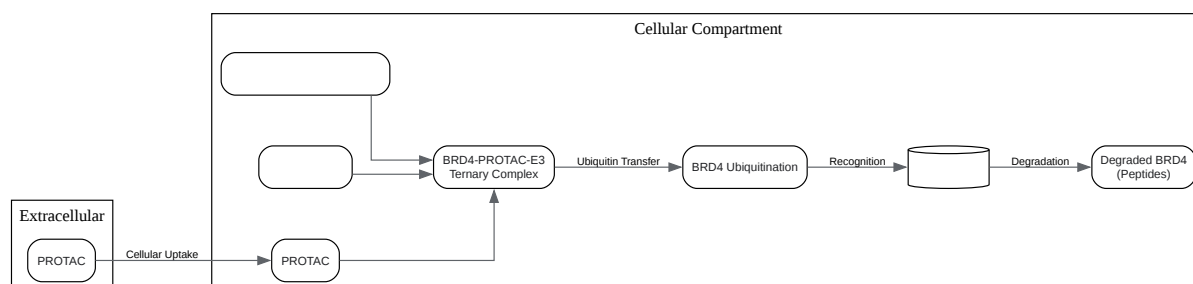 Cellular Compartment
BRD4-PROTAC-E3
Ternary Complex
Ubiquitin Transfer
BRD4 Ubiquitination
Recognition
Degradation
Degraded BRD4
(Peptides)
Extracellular
PROTAC
Cellular Uptake
PROTAC